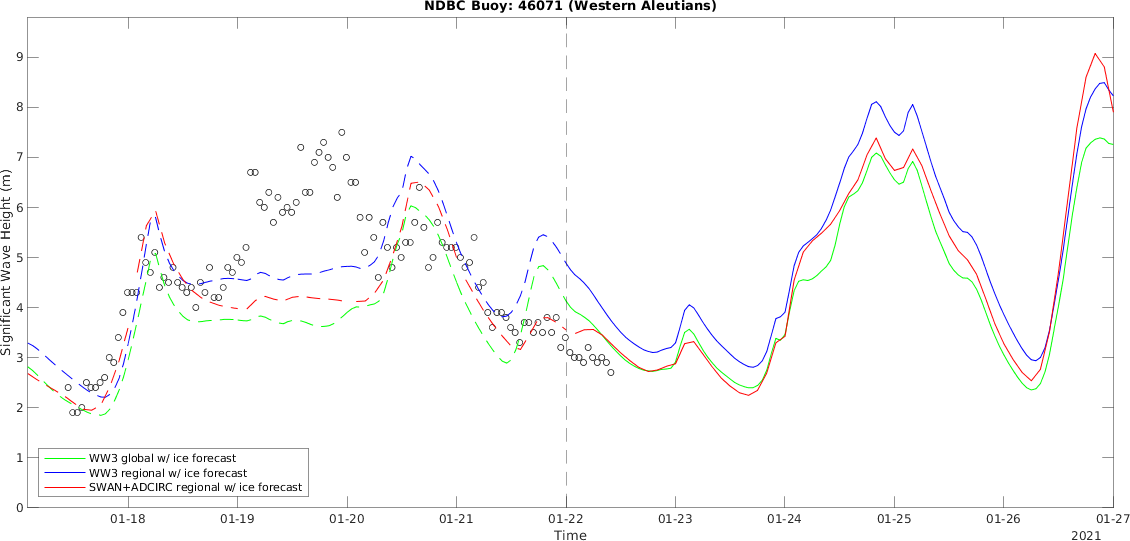 NDBC Buoy: 46071 (Western Aleutians)
Significant Wave Height (m)
9
8
7
6
5
4
3
2
1
0
WW3 global w/ ice forecast
WW3 regional w/ ice forecast
SWAN+ADCIRC regional w/ ice forecast
01-18 01-19 01-20 01-21 01-22 01-23 01-24 01-25 01-26 01-27
Time
2021